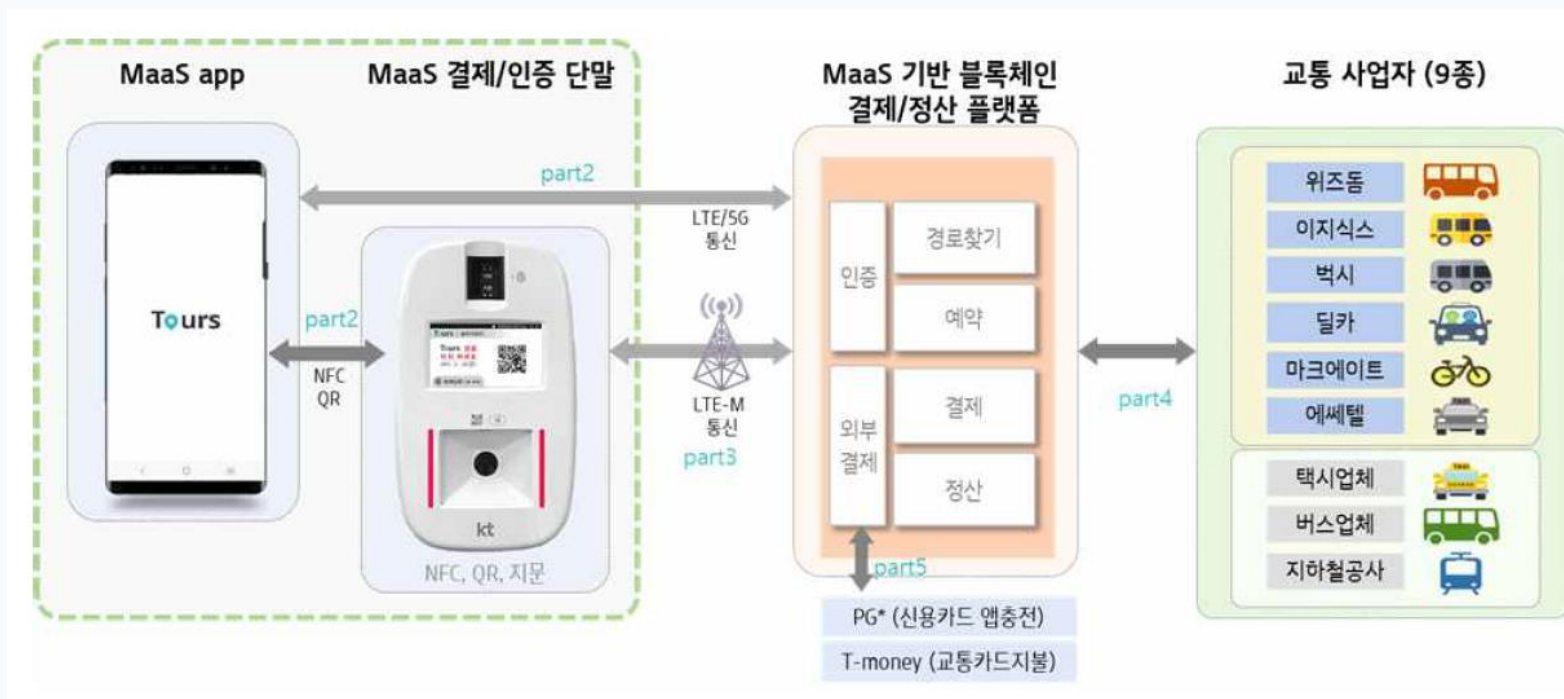 MaaS app
MaaS 결제/인증 단말
MaaS 기반 블록체인
결제/정산 플랫폼
교통 사업자 (9종)
part2
LTE/5G
통신
Tours
part2
NFC
QR
Tours
kt
NFC, QR, 지문
LTE-M
통신
part3
인증
경로찾기
예약
외부
결제
결제
정산
part4
part5
PG* (신용카드 앱충전)
T-money (교통카드지불)
위즈돔
이지식스
벅시
딜카
마크에이트
에쎄텔
택시업체
버스업체
지하철공사
TAXI